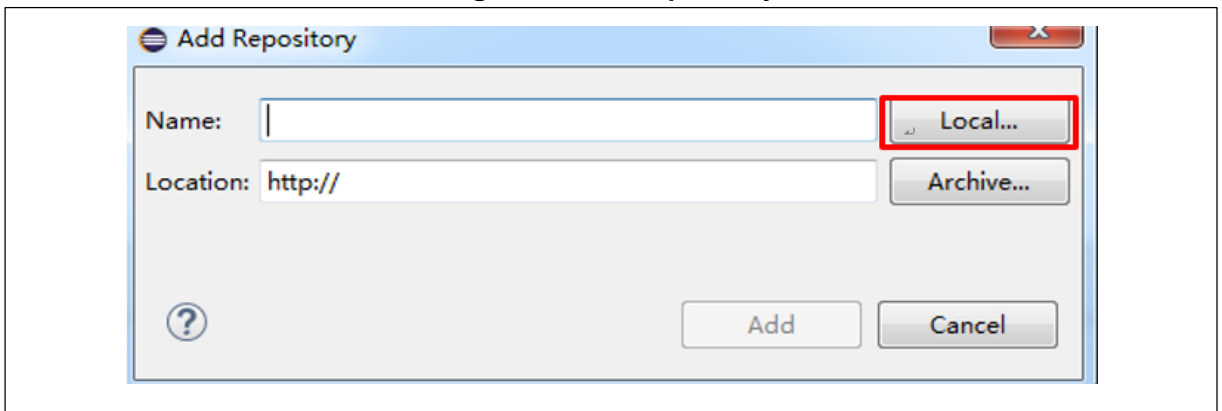 Add Repository
Name:
Local...
Location: http://
Archive...
?
Add
Cancel